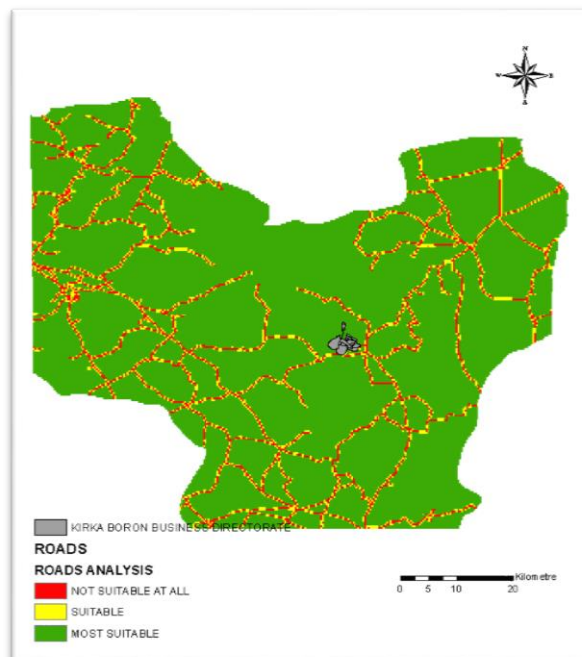 N
W E
S
KIRKA BORON BUSINESS DIRECTORATE
ROADS
ROADS ANALYSIS
NOT SUITABLE AT ALL
SUITABLE
MOST SUITABLE
Kilometre
0 5 10 20